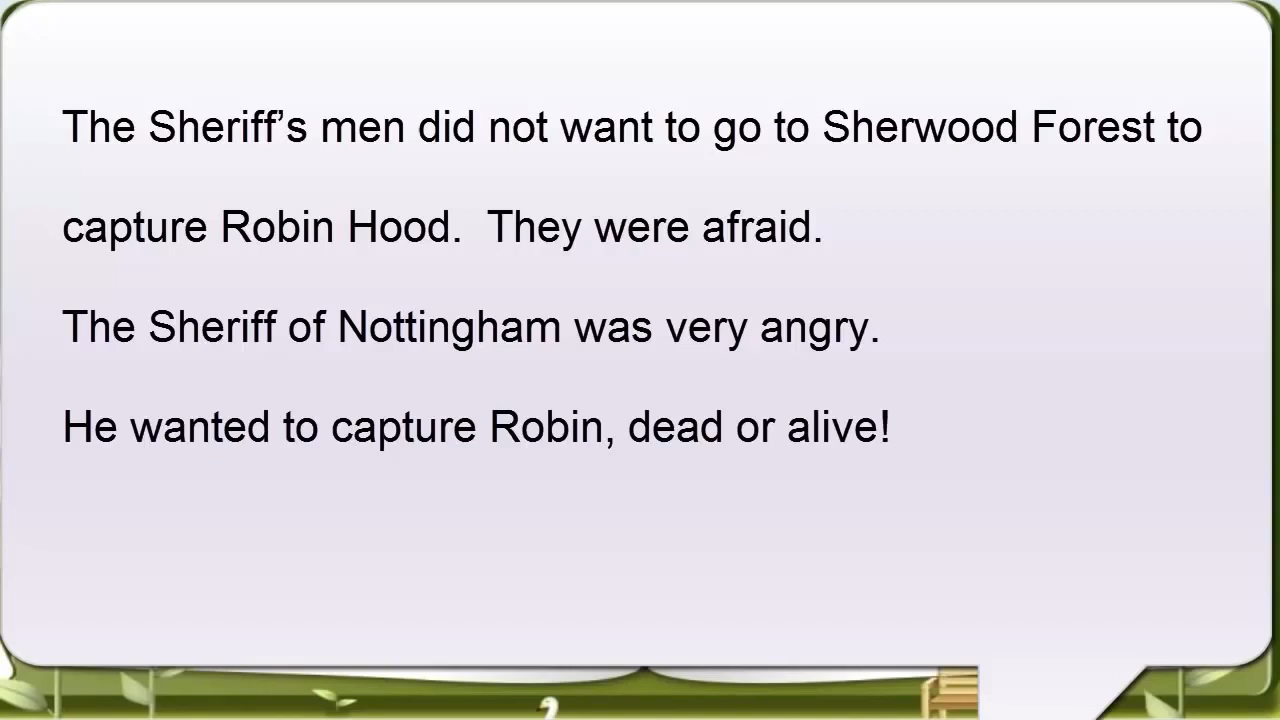 The Sheriff’s men did not want to go to Sherwood Forest to
capture Robin Hood.  They were afraid.
The Sheriff of Nottingham was very angry.
He wanted to capture Robin, dead or alive!